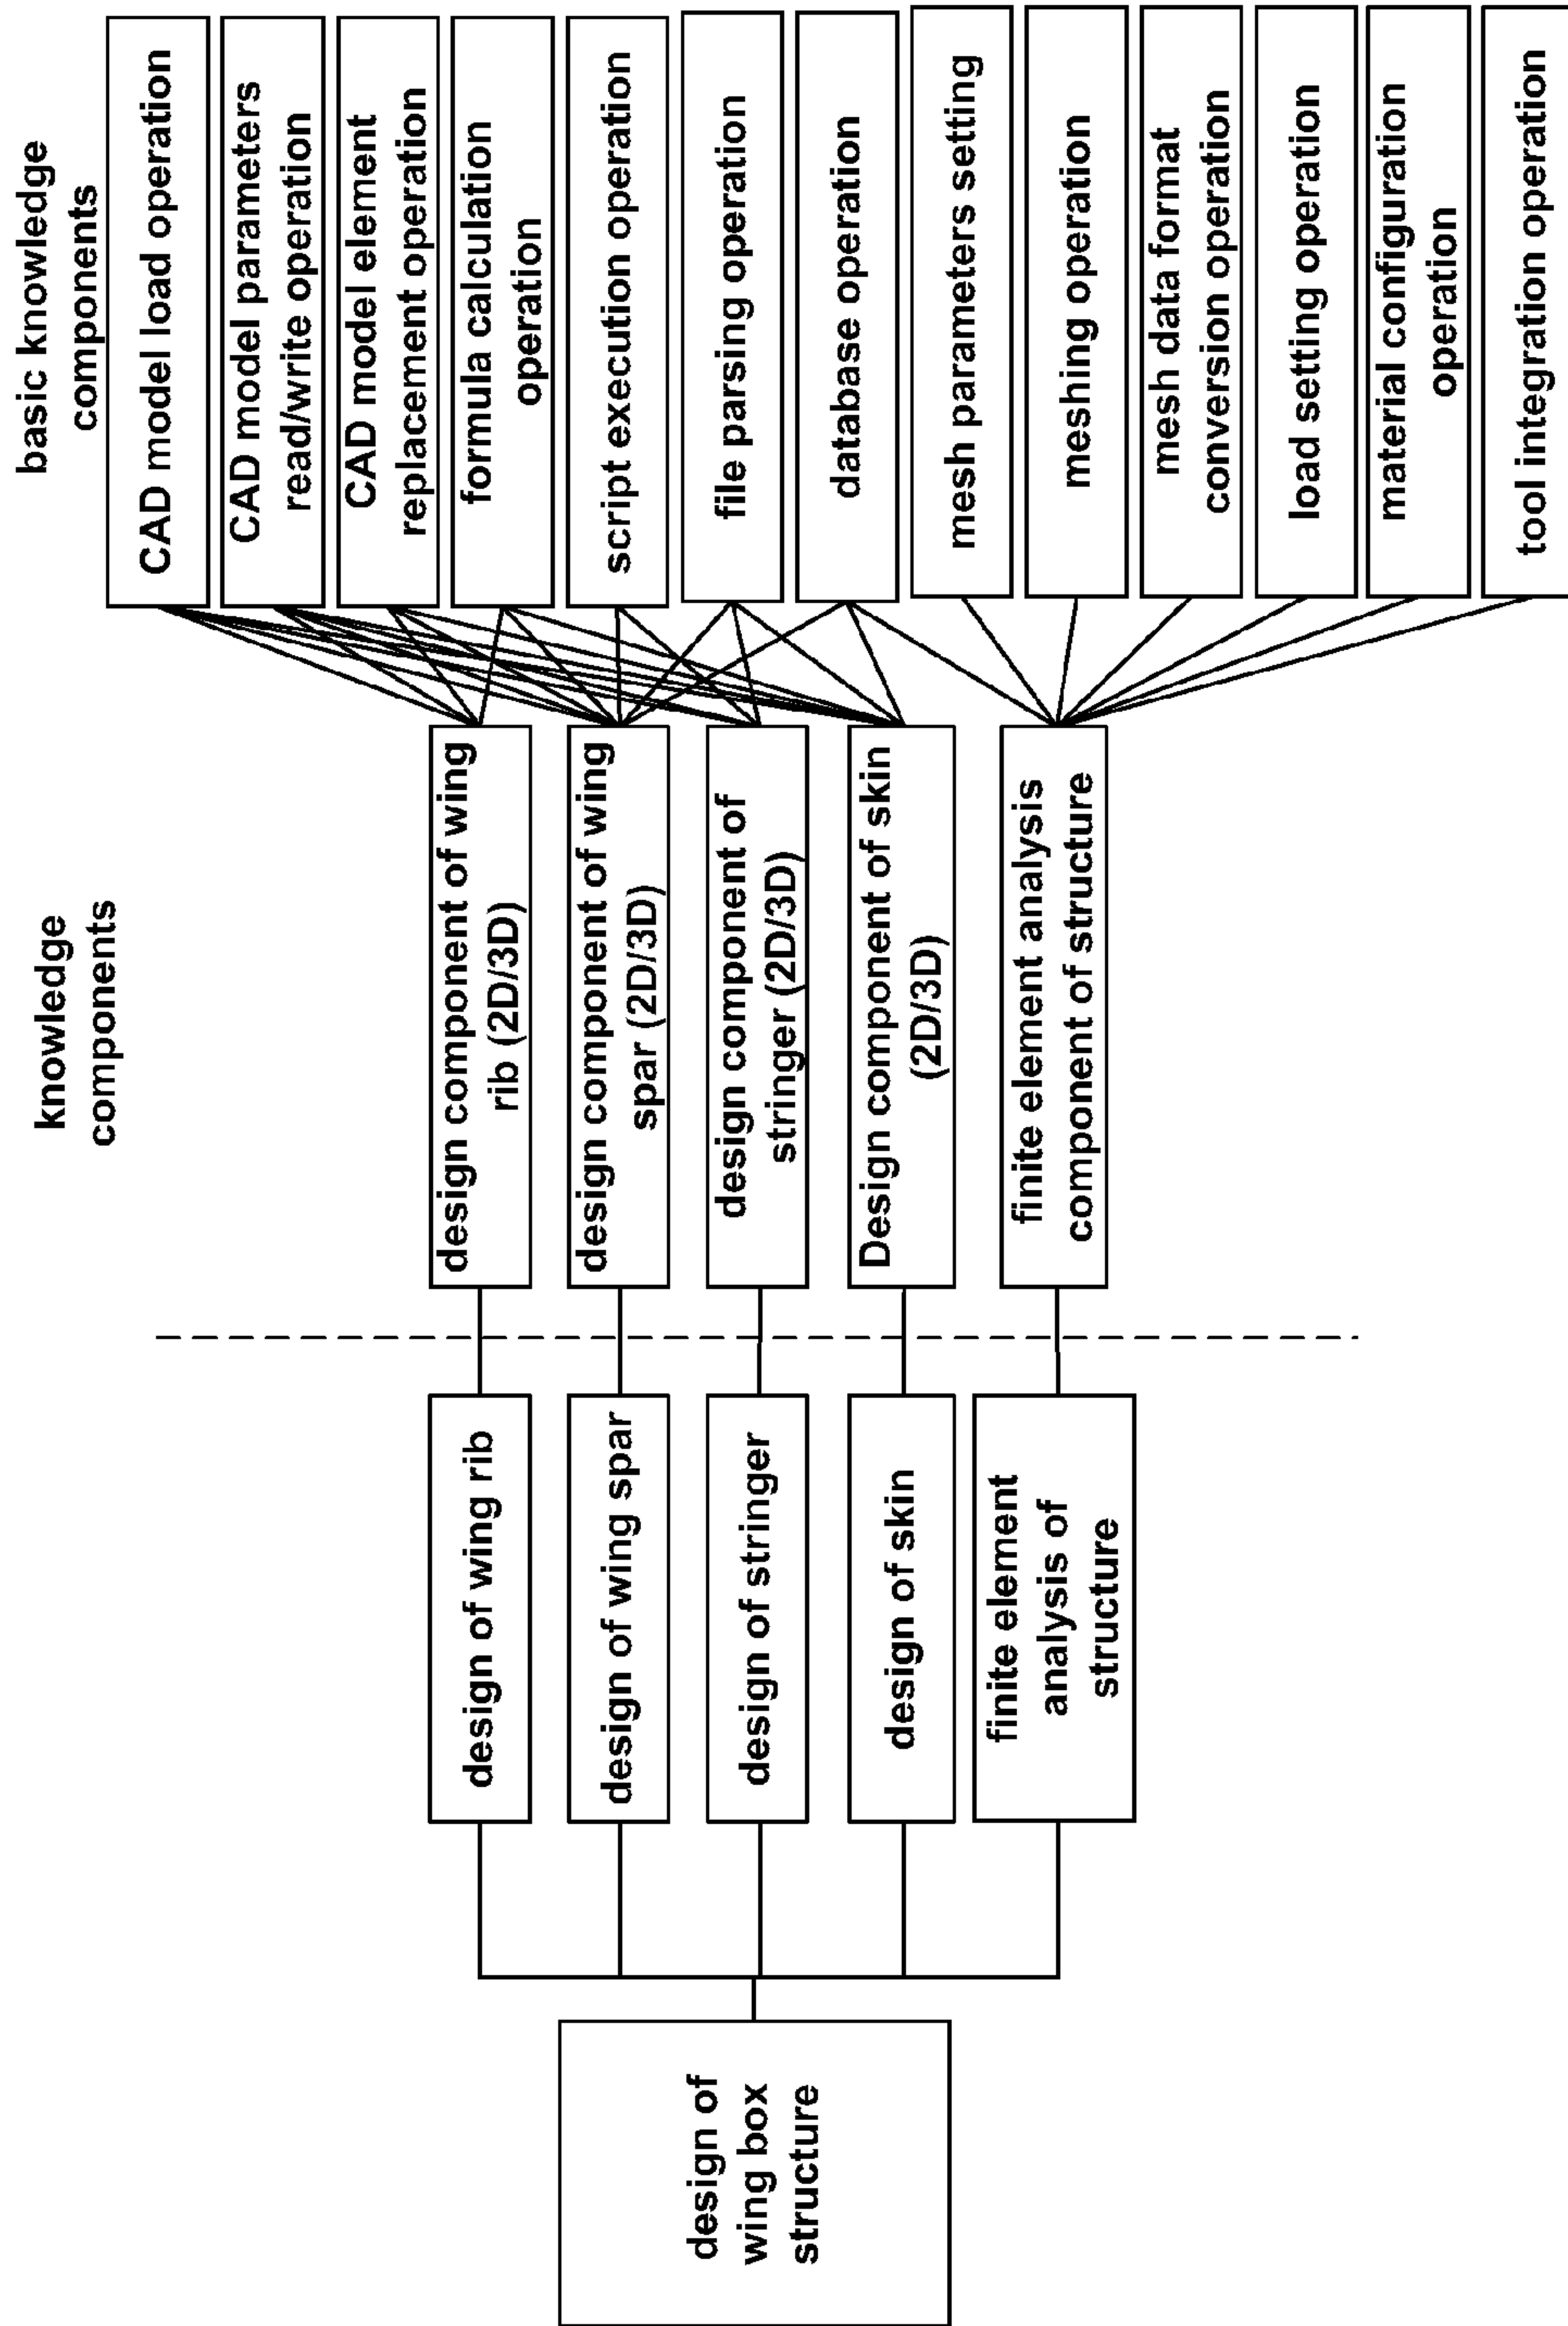 design of
wing box
structure
design of wing rib
design of wing spar
design of stringer
design of skin
finite element
analysis of
structure
knowledge
components
design component of wing
rib (2D/3D)
design component of wing
spar (2D/3D)
design component of
stringer (2D/3D)
Design component of skin
(2D/3D)
finite element analysis
component of structure
basic knowledge
components
CAD model load operation
CAD model parameters
read/write operation
CAD model element
replacement operation
formula calculation
operation
script execution operation
file parsing operation
database operation
mesh parameters setting
meshing operation
mesh data format
conversion operation
load setting operation
material configuration
operation
tool integration operation